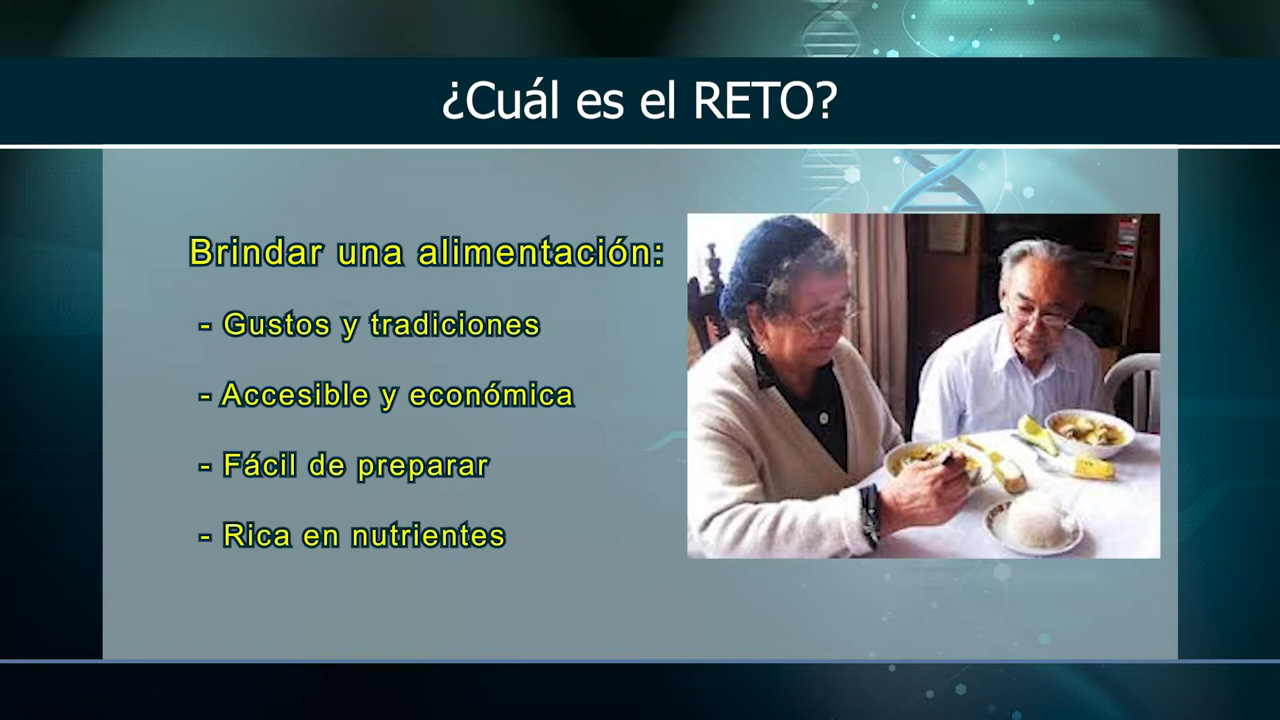 ¿Cuál es el RETO?
Brindar una alimentación:
- Gustos y tradiciones
- Accesible y económica
- Fácil de preparar
- Rica en nutrientes